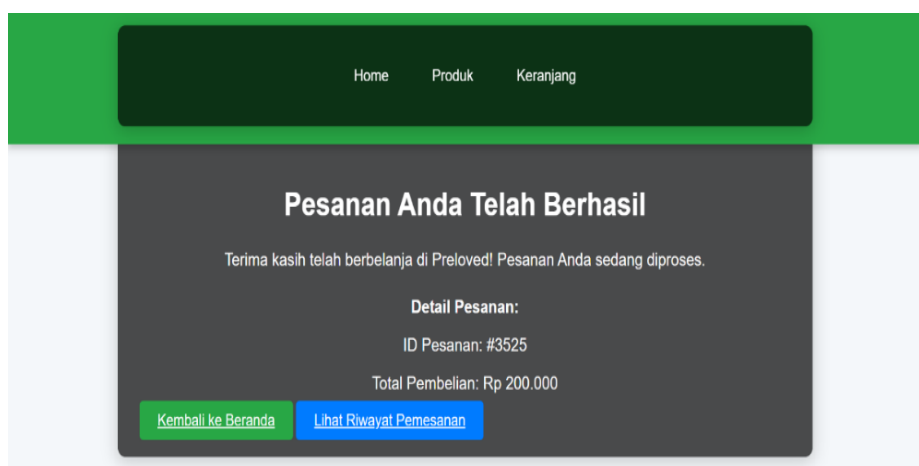 Home Produk Keranjang
Pesanan Anda Telah Berhasil
Terima kasih telah berbelanja di Preloved! Pesanan Anda sedang diproses.
Detail Pesanan:
ID Pesanan: #3525
Total Pembelian: Rp 200.000
Kembali ke Beranda Lihat Riwayat Pemesanan